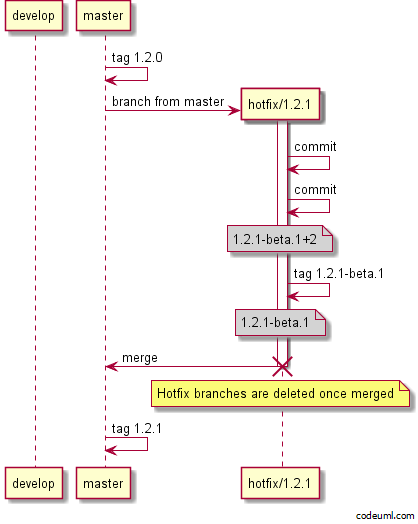 develop
master
tag 1.2.0
branch from master
hotfix/1.2.1
commit
commit
1.2.1-beta.1+2
tag 1.2.1-beta.1
1.2.1-beta.1
merge
Hotfix branches are deleted once merged
tag 1.2.1
develop
master
hotfix/1.2.1
codeuml.com